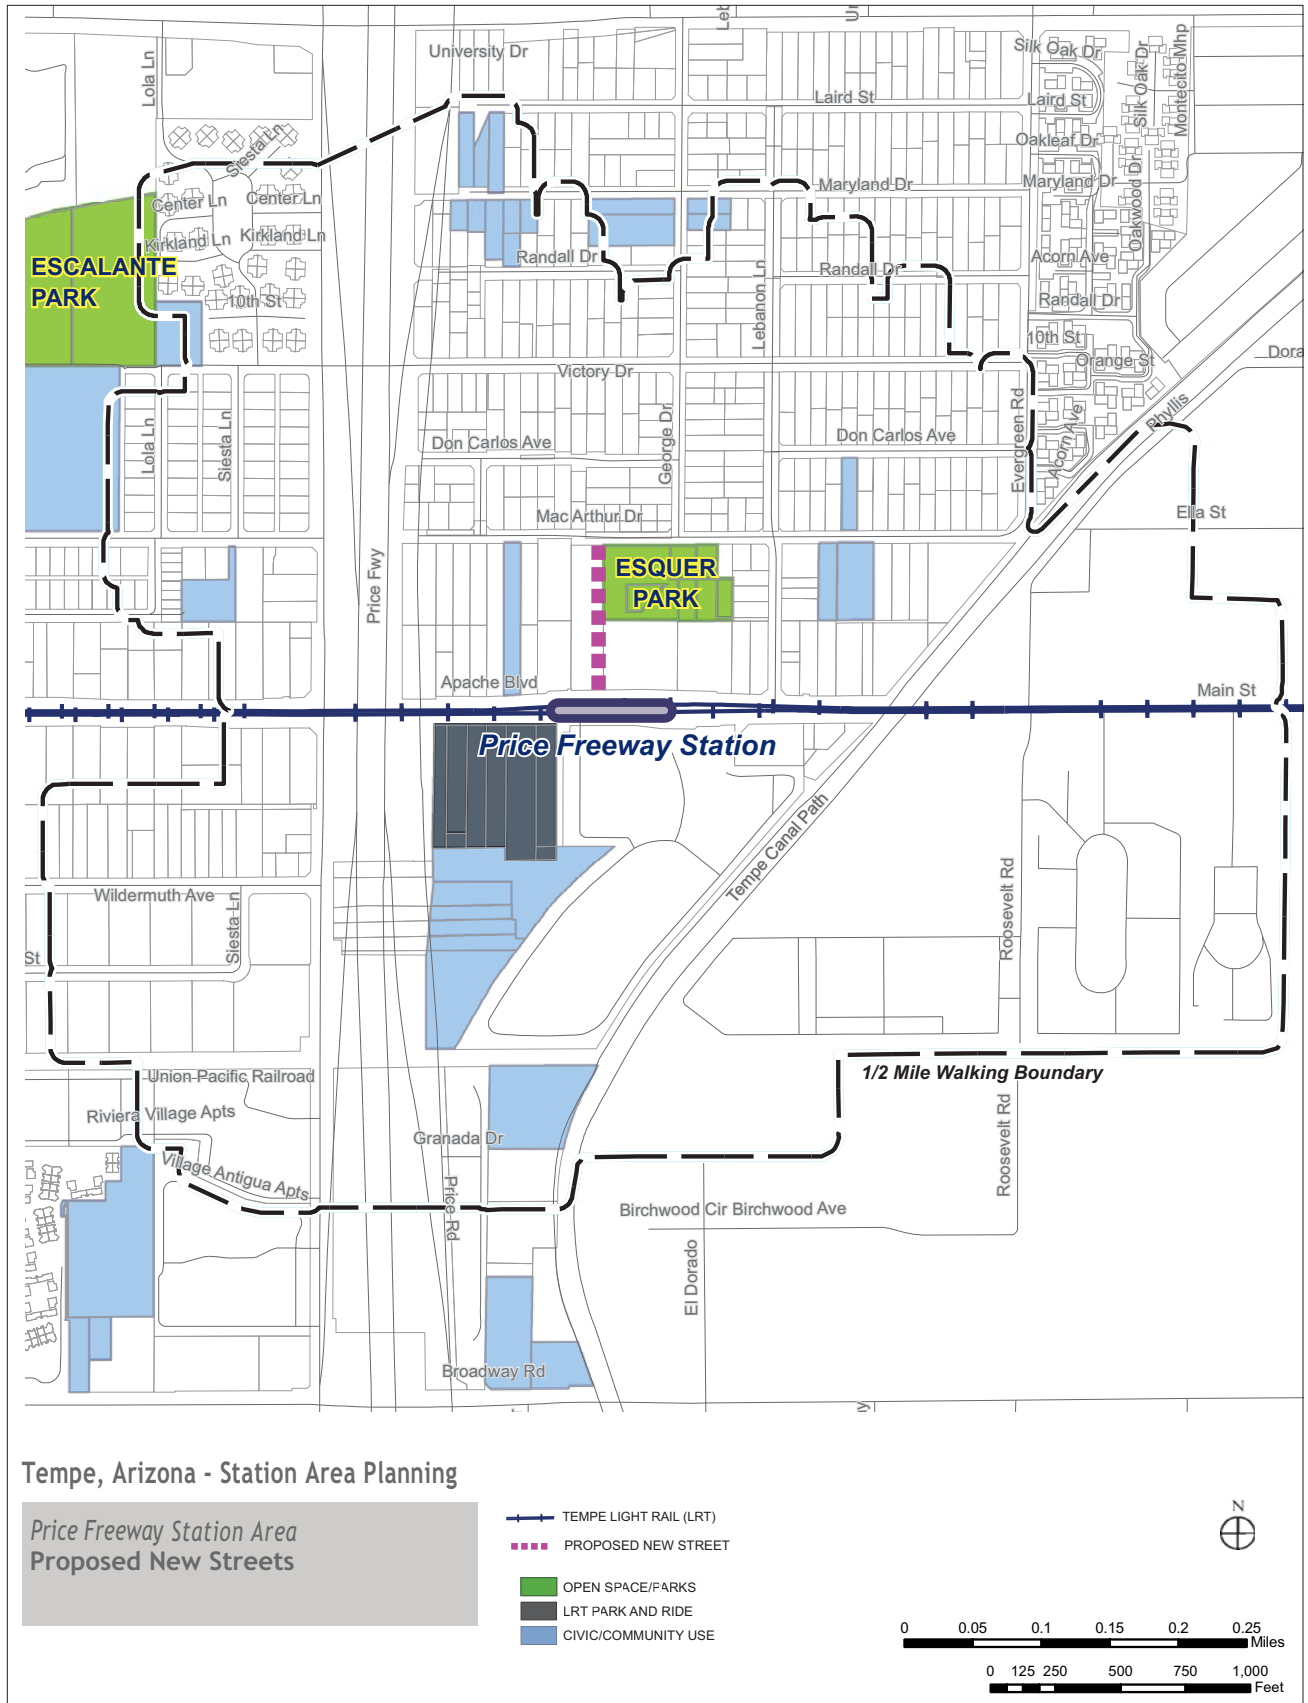 University Dr
Leb
Lola Ln
Silk Oak Dr
Silk Oak Dr
Montecito Mhp
Laird St
Laird St
Siesta Ln
Oakleaf Dr
Center Ln
Center Ln
Maryland Dr
Maryland Dr
Oakwood Dr
Kirkland Ln
Kirkland Ln
ESCALANTE
PARK
Randall Dr
Randall Dr
Acorn Ave
Lebanon Ln
10th St
Randall Dr
10th St
Orange St
Dora
Victory Dr
Lola Ln
Siesta Ln
Don Carlos Ave
George Dr
Don Carlos Ave
Evergreen Rd
Acorn Ave
Phyllis
Mac Arthur Dr
Ella St
Price Fwy
ESQUER
PARK
Apache Blvd
Main St
Price Freeway Station
Tempe Canal Path
Wildermuth Ave
Siesta Ln
Roosevelt Rd
St
Union Pacific Railroad
1/2 Mile Walking Boundary
Riviera Village Apts
Granada Dr
Roosevelt Rd
Village Antigua Apts
Price Rd
Birchwood Cir Birchwood Ave
El Dorado
Broadway Rd
Tempe, Arizona - Station Area Planning
Price Freeway Station Area
Proposed New Streets
TEMPE LIGHT RAIL (LRT)
PROPOSED NEW STREET
OPEN SPACE/PARKS
LRT PARK AND RIDE
CIVIC/COMMUNITY USE
N
0 0.05 0.1 0.15 0.2 0.25
Miles
0 125 250 500 750 1,000
Feet